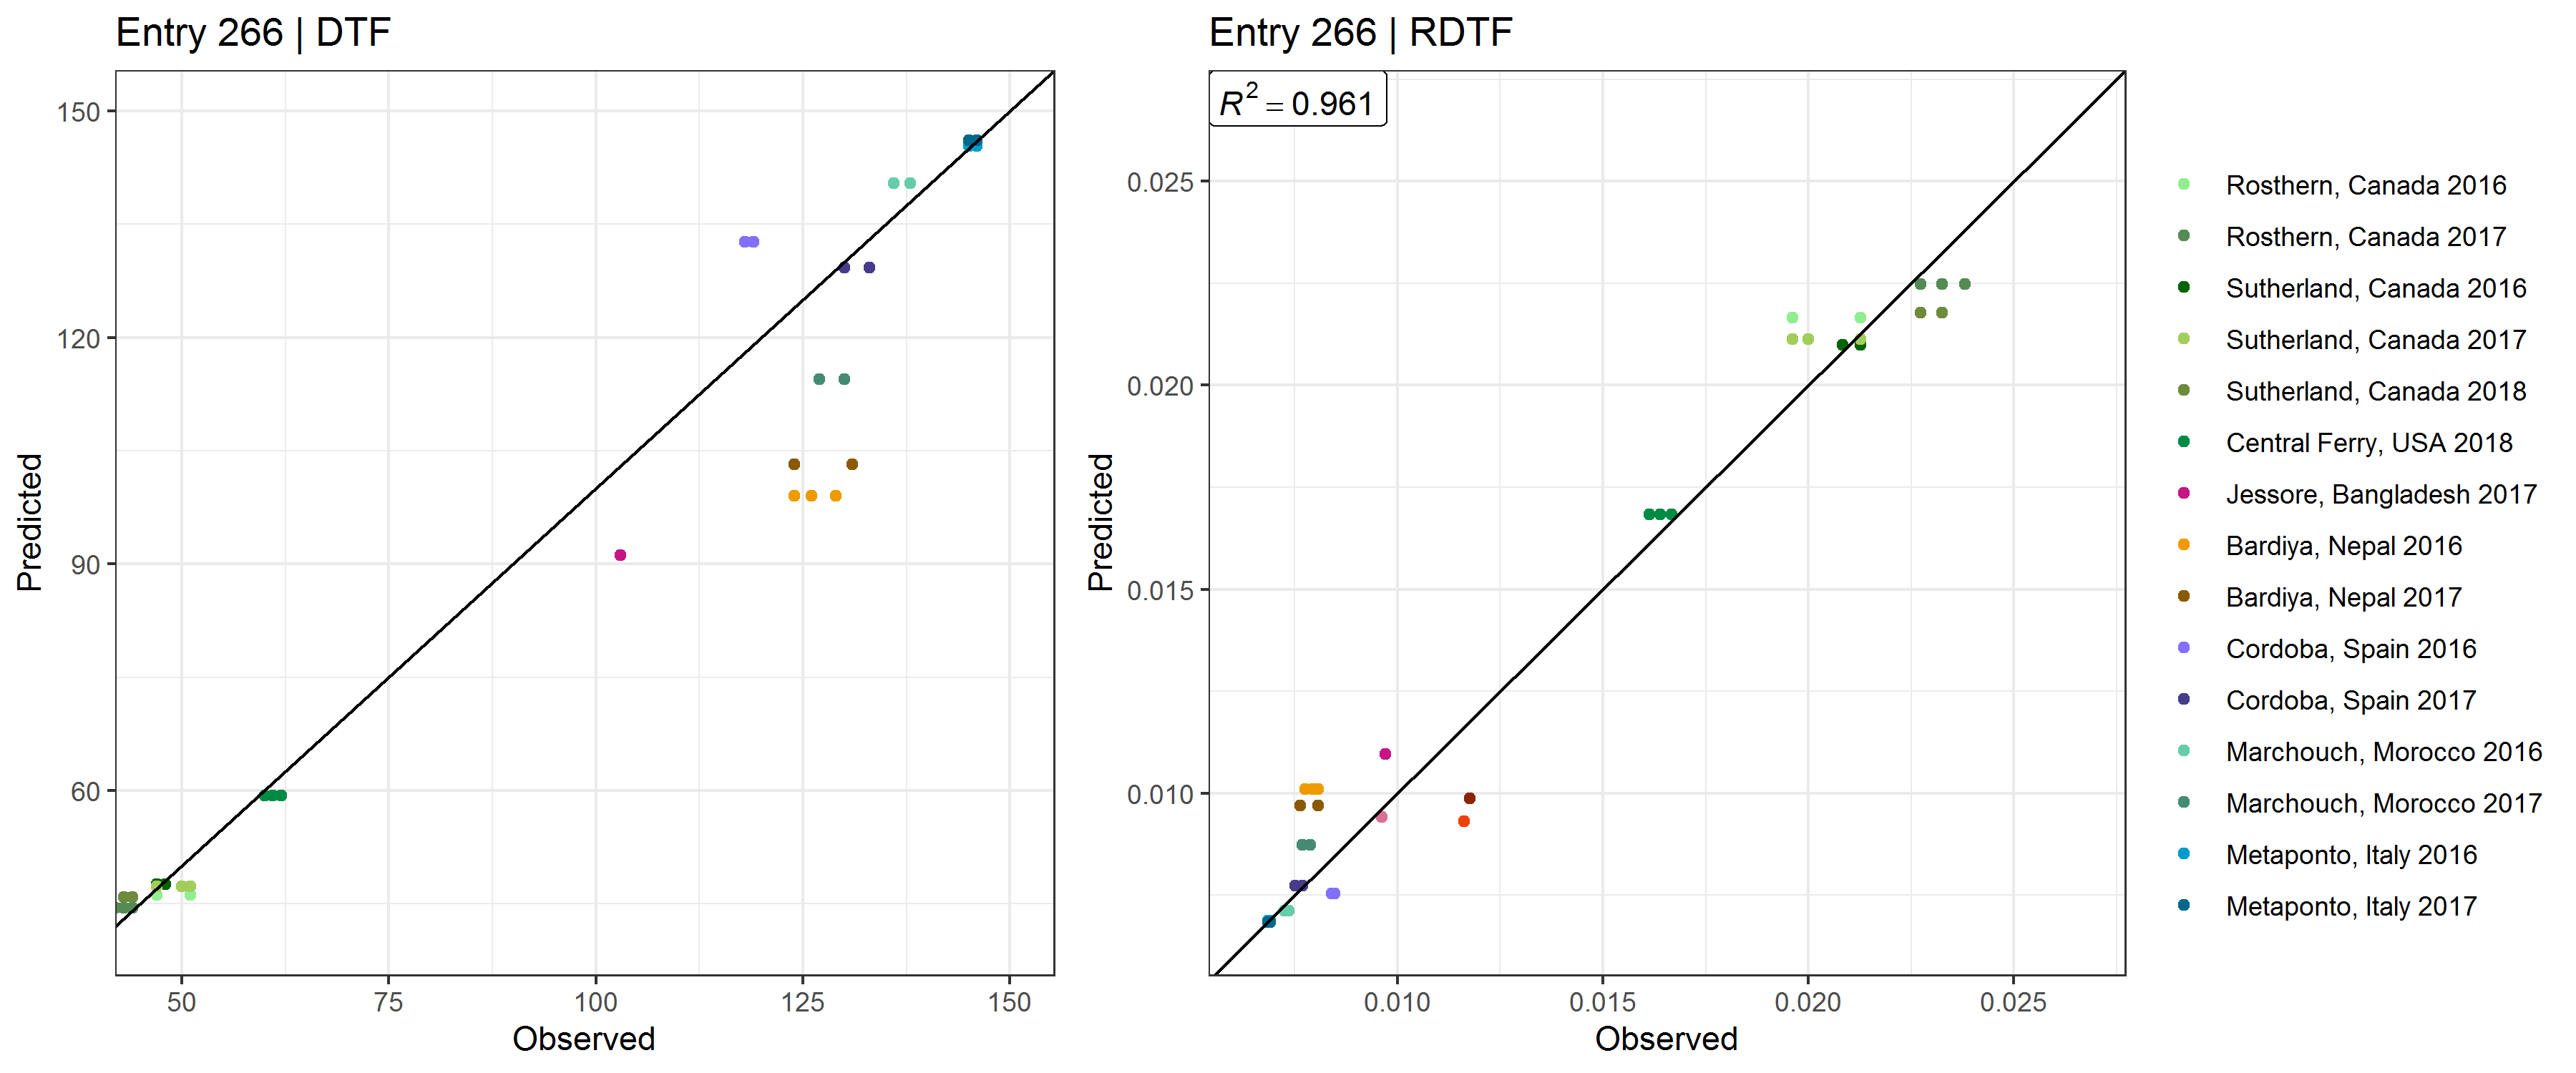 Entry 266 | DTF
150
120
90
60
50
75
100
125
150
Observed
Predicted
Entry 266 | RDTF
R² = 0.961
0.025
0.020
0.015
0.010
0.010
0.015
0.020
0.025
Observed
Predicted
Rosthern, Canada 2016
Rosthern, Canada 2017
Sutherland, Canada 2016
Sutherland, Canada 2017
Sutherland, Canada 2018
Central Ferry, USA 2018
Jessore, Bangladesh 2017
Bardiya, Nepal 2016
Bardiya, Nepal 2017
Cordoba, Spain 2016
Cordoba, Spain 2017
Marchouch, Morocco 2016
Marchouch, Morocco 2017
Metaponto, Italy 2016
Metaponto, Italy 2017